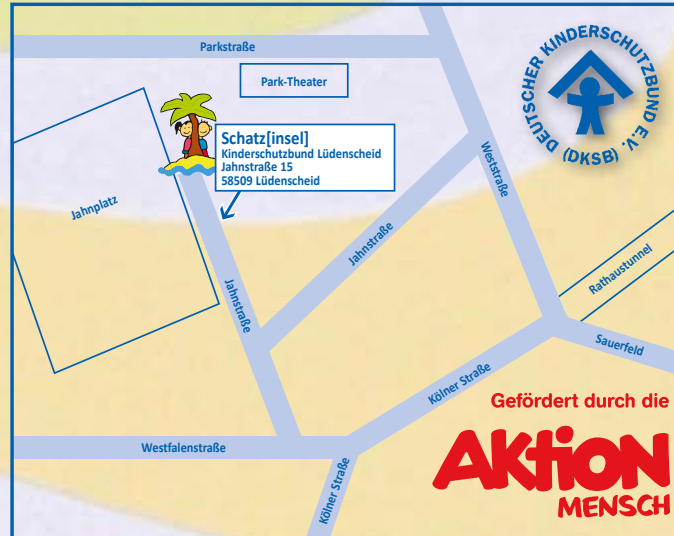 Parkstraße
Park-Theater
DEUTSCHER KINDERSCHUTZBUND E.V.
(DKSB)
Schatz[insel]
Kinderschutzbund Lüdenscheid
Jahnstraße 15
58509 Lüdenscheid
Jahnplatz
Weststraße
Jahnstraße
Jahnstraße
Rathaustunnel
Sauerfeld
Kölner Straße
Gefördert durch die
AKtion
MENSCH
Westfalenstraße
Kölner Straße